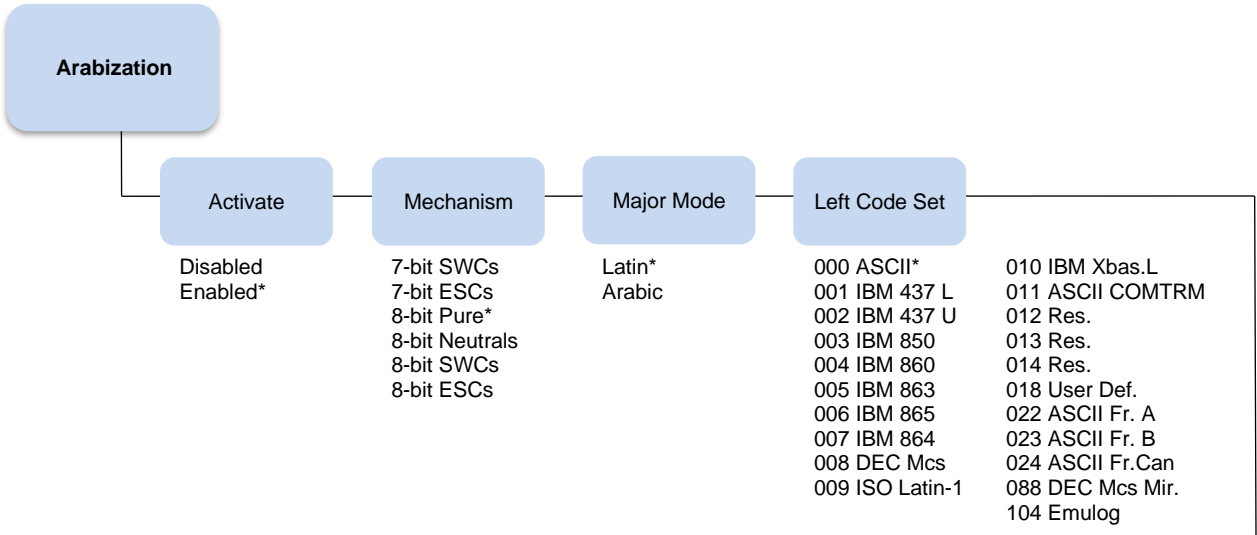 Arabization
Activate
Disabled
Enabled*
Mechanism
7-bit SWCs
7-bit ESCs
8-bit Pure*
8-bit Neutrals
8-bit SWCs
8-bit ESCs
Major Mode
Latin*
Arabic
Left Code Set
000 ASCII*
001 IBM 437 L
002 IBM 437 U
003 IBM 850
004 IBM 860
005 IBM 863
006 IBM 865
007 IBM 864
008 DEC Mcs
009 ISO Latin-1
010 IBM Xbas.L
011 ASCII COMTRM
012 Res.
013 Res.
014 Res.
018 User Def.
022 ASCII Fr. A
023 ASCII Fr. B
024 ASCII Fr.Can
088 DEC Mcs Mir.
104 Emulog